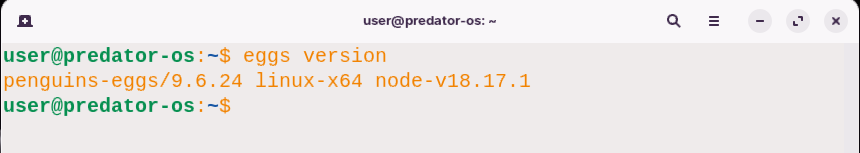 user@predator-os: ~
user@predator-os:~$ eggs version
penguins-eggs/9.6.24 linux-x64 node-v18.17.1
user@predator-os:~$